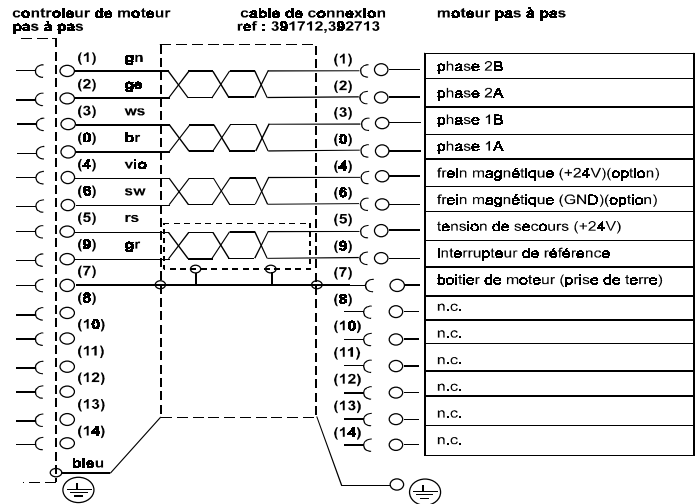 controleur de moteur
pas à pas
cable de connexlon
ref : 391712,392713
moteur pas à pas
(1) gn (1) phase 2B
(2) ge (2) phase 2A
(3) ws (3) phase 1B
(0) br (0) phase 1A
(4) vio (4) frein magnétique (+24V)(option)
(6) sw (6) frein magnétique (GND)(option)
(5) rs (5) tension de secours (+24V)
(9) gr (9) Interrupteur de référence
(7) (7) boitier de moteur (prise de terre)
(8) (8) n.c.
(10) (10) n.c.
(11) (11) n.c.
(12) (12) n.c.
(13) (13) n.c.
(14) (14) n.c.
bleu